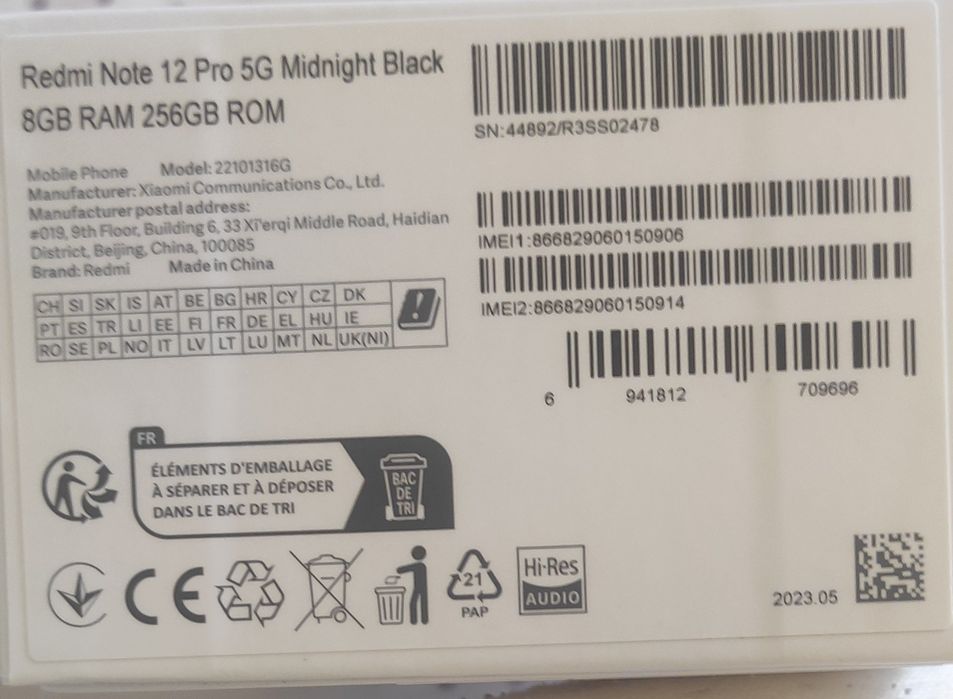 Redmi Note 12 Pro 5G Midnight Black
8GB RAM 256GB ROM
Mobile Phone Model: 22101316G
Manufacturer: Xiaomi Communications Co., Ltd.
Manufacturer postal address:
#019, 9th Floor, Building 6, 33 Xi'erqi Middle Road, Haidian
District, Beijing, China, 100085
Brand: Redmi Made in China
CH SI SK IS AT BE BG HR CY CZ DK
PT ES TR LI EE FI FR DE EL HU IE
RO SE PL NO IT LV LT LU MT NL UK(NI)
SN:44892/R3SS02478
IMEI1:866829060150906
IMEI2:866829060150914
6 941812 709696
FR
ÉLÉMENTS D'EMBALLAGE
À SÉPARER ET À DÉPOSER
DANS LE BAC DE TRI
BAC
DE
TRI
CE
21
PAP
Hi-Res
AUDIO
2023.05